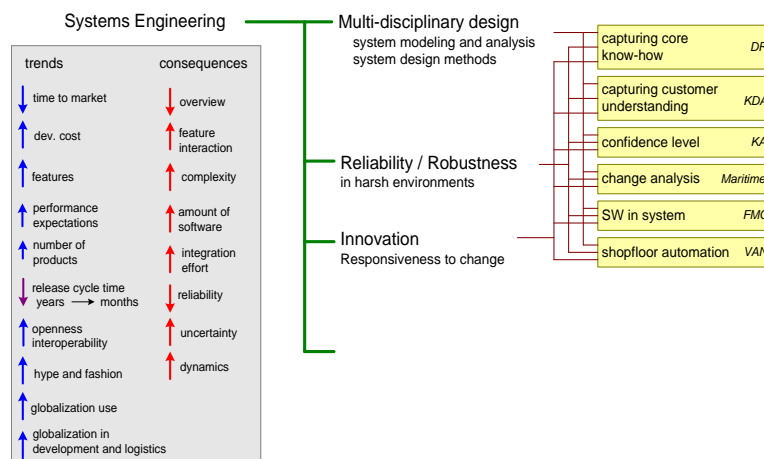 Systems Engineering
trends
consequences
time to market
dev. cost
features
performance
expectations
number of
products
release cycle time
years
months
openness
interoperability
hype and fashion
globalization use
globalization in
development and logistics
overview
feature
interaction
complexity
amount of
software
integration
effort
reliability
uncertainty
dynamics
Multi-disciplinary design
system modeling and analysis
system design methods
Reliability / Robustness
in harsh environments
Innovation
Responsiveness to change
capturing core
know-how
capturing customer
understanding
confidence level
change analysis
Maritime
SW in system
shopfloor automation